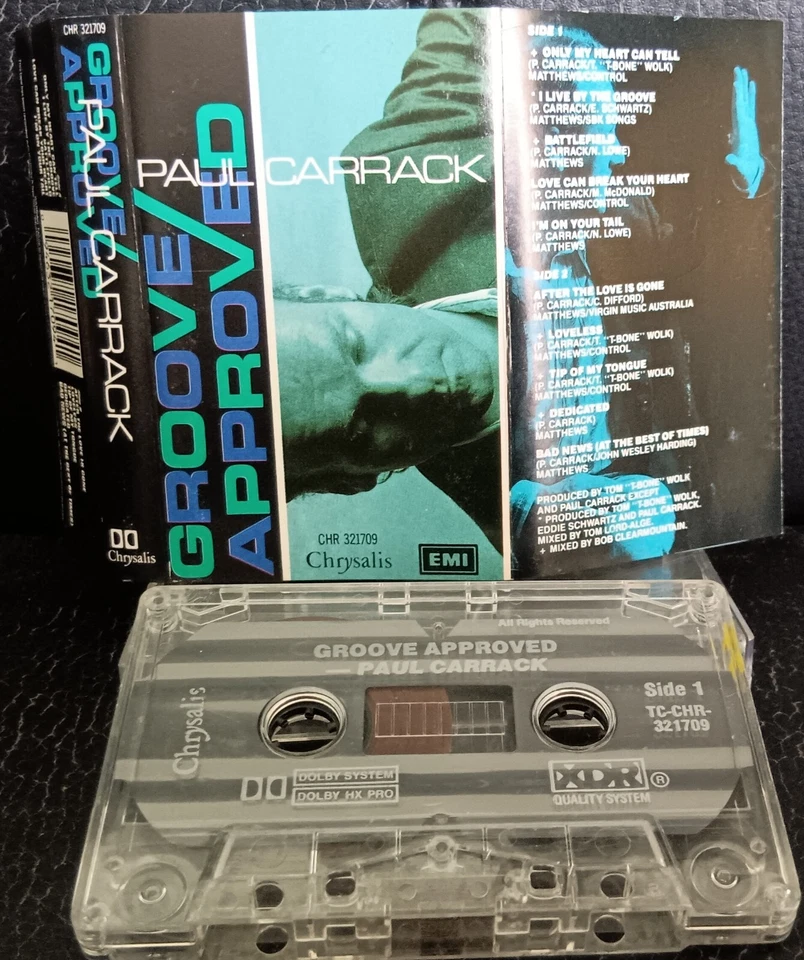 CHR 321709
GROOVE/
APPROVED
PAUL CARRACK
Chrysalis
PAUL CARRACK
GROOVE/
APPROVED
CHR 321709
Chrysalis
EMI
SIDE 1
+ ONLY MY HEART CAN TELL
(P. CARRACK/T. "T-BONE" WOLK)
MATTHEWS/CONTROL
* I LIVE BY THE GROOVE
(P. CARRACK/E. SCHWARTZ)
MATTHEWS/SBK SONGS
+ BATTLEFIELD
(P. CARRACK/N. LOWE)
MATTHEWS
LOVE CAN BREAK YOUR HEART
(P. CARRACK/M. McDONALD)
MATTHEWS/CONTROL
I'M ON YOUR TAIL
(P. CARRACK/N. LOWE)
MATTHEWS
SIDE 2
AFTER THE LOVE IS GONE
(P. CARRACK/C. DIFFORD)
MATTHEWS/VIRGIN MUSIC AUSTRALIA
+ LOVELESS
(P. CARRACK/T. "T-BONE" WOLK)
MATTHEWS/CONTROL
+ TIP OF MY TONGUE
(P. CARRACK/T. "T-BONE" WOLK)
MATTHEWS/CONTROL
+ DEDICATED
(P. CARRACK)
MATTHEWS
BAD NEWS (AT THE BEST OF TIMES)
(P. CARRACK/JOHN WESLEY HARDING)
MATTHEWS
PRODUCED BY TOM "T-BONE" WOLK
AND PAUL CARRACK EXCEPT
* PRODUCED BY TOM "T-BONE" WOLK,
EDDIE SCHWARTZ AND PAUL CARRACK.
MIXED BY TOM LORD-ALGE.
+ MIXED BY BOB CLEARMOUNTAIN.
All Rights Reserved
GROOVE APPROVED
— PAUL CARRACK
Chrysalis
Side 1
TC-CHR-
321709
DOLBY SYSTEM
DOLBY HX PRO
XDR ®
QUALITY SYSTEM